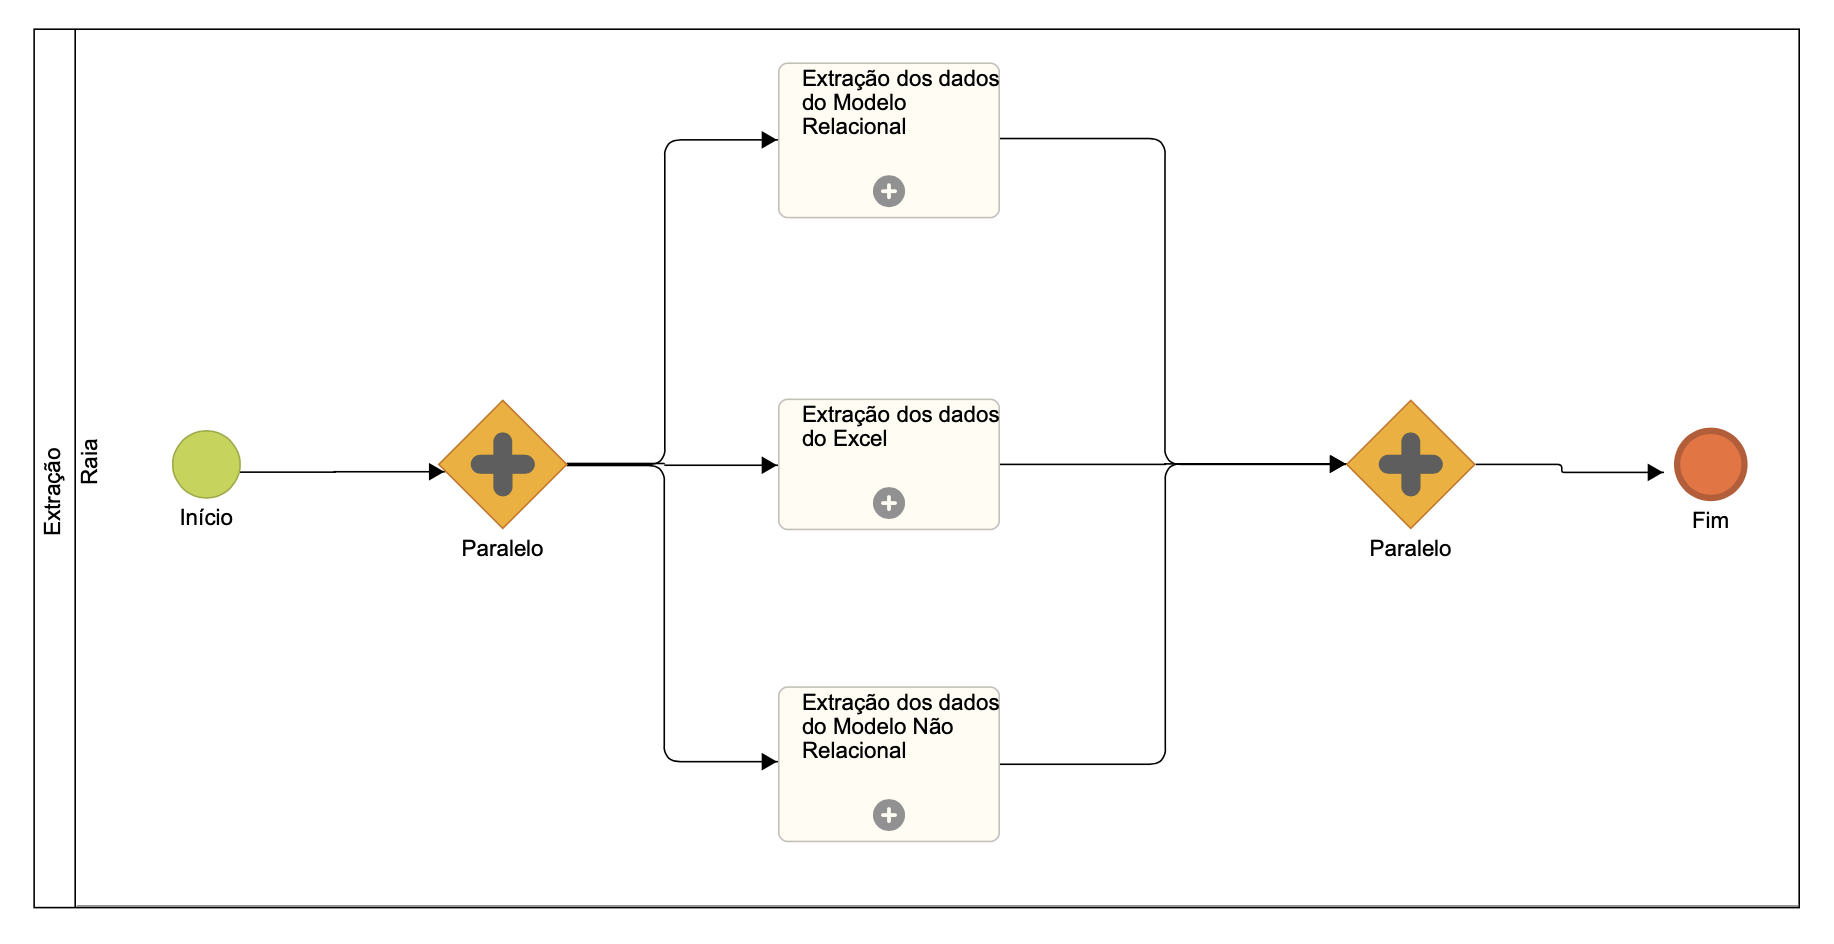 Extração
Raia
Início
Paralelo
Extração dos dados
do Modelo
Relacional
Extração dos dados
do Excel
Extração dos dados
do Modelo Não
Relacional
Paralelo
Fim